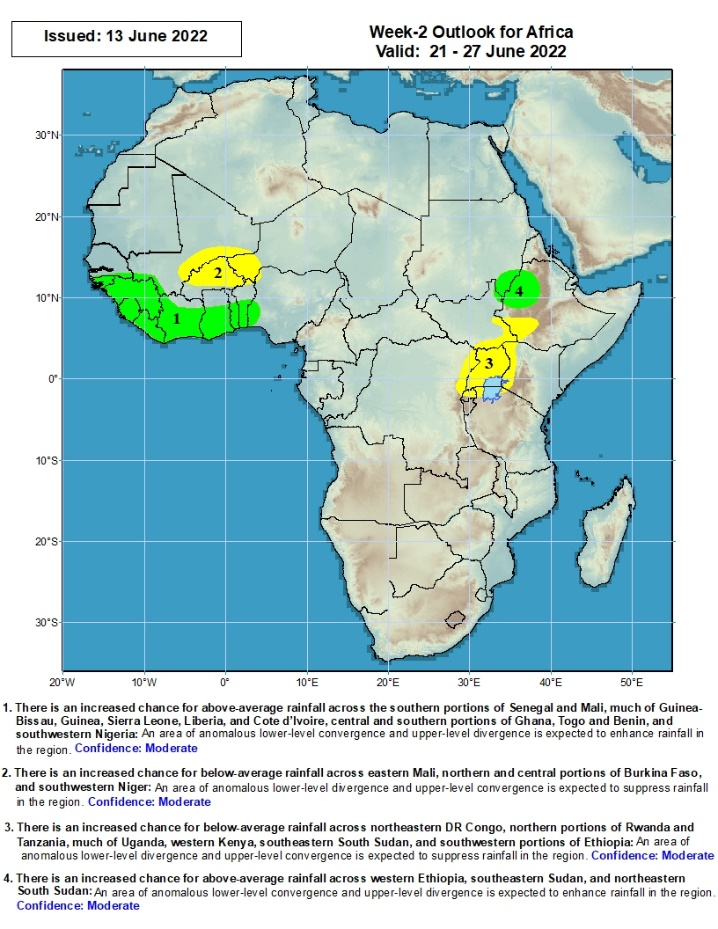 Issued: 13 June 2022
Week-2 Outlook for Africa
Valid: 21 - 27 June 2022
30°N
20°N
10°N
0°
10°S
20°S
30°S
2
1
4
3
20°W
10°W
0°
10°E
20°E
30°E
40°E
50°E
1. There is an increased chance for above-average rainfall across the southern portions of Senegal and Mali, much of Guinea-
Bissau, Guinea, Sierra Leone, Liberia, and Cote d'Ivoire, central and southern portions of Ghana, Togo and Benin, and
southwestern Nigeria: An area of anomalous lower-level convergence and upper-level divergence is expected to enhance rainfall in
the region. Confidence: Moderate
2. There is an increased chance for below-average rainfall across eastern Mali, northern and central portions of Burkina Faso,
and southwestern Niger: An area of anomalous lower-level divergence and upper-level convergence is expected to suppress rainfall
in the region. Confidence: Moderate
3. There is an increased chance for below-average rainfall across northeastern DR Congo, northern portions of Rwanda and
Tanzania, much of Uganda, western Kenya, southeastern South Sudan, and southwestern portions of Ethiopia: An area of
anomalous lower-level divergence and upper-level convergence is expected to suppress rainfall in the region. Confidence: Moderate
4. There is an increased chance for above-average rainfall across western Ethiopia, southeastern Sudan, and northeastern
South Sudan: An area of anomalous lower-level convergence and upper-level divergence is expected to enhance rainfall in the region.
Confidence: Moderate